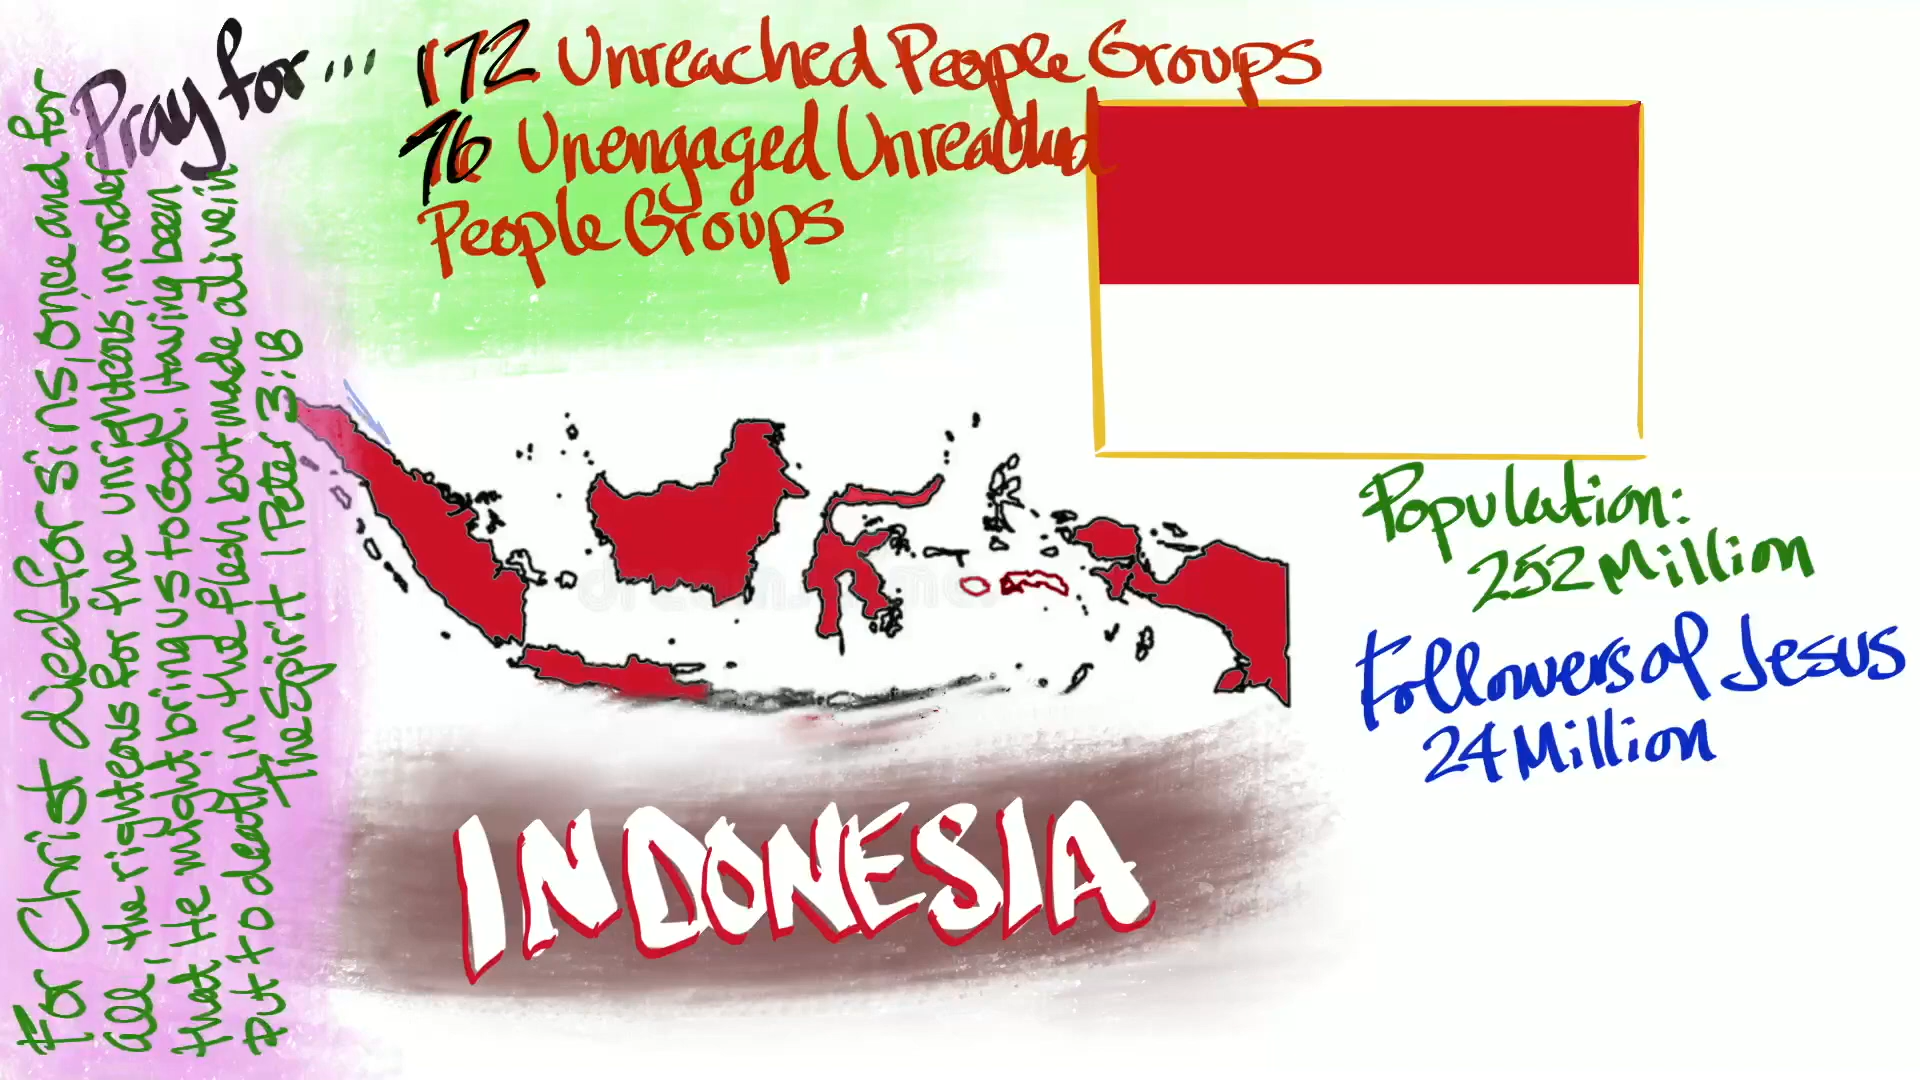 Pray for...
172 Unreached People Groups
76 Unengaged Unreached
People Groups
Population:
252 Million
Followers of Jesus
24 Million
INDONESIA
For Christ died for sins, once and for
all, the righteous for the unrighteous, in order
that He might bring us to God. Having been
put to death in the flesh but made alive in
The Spirit 1 Peter 3:18